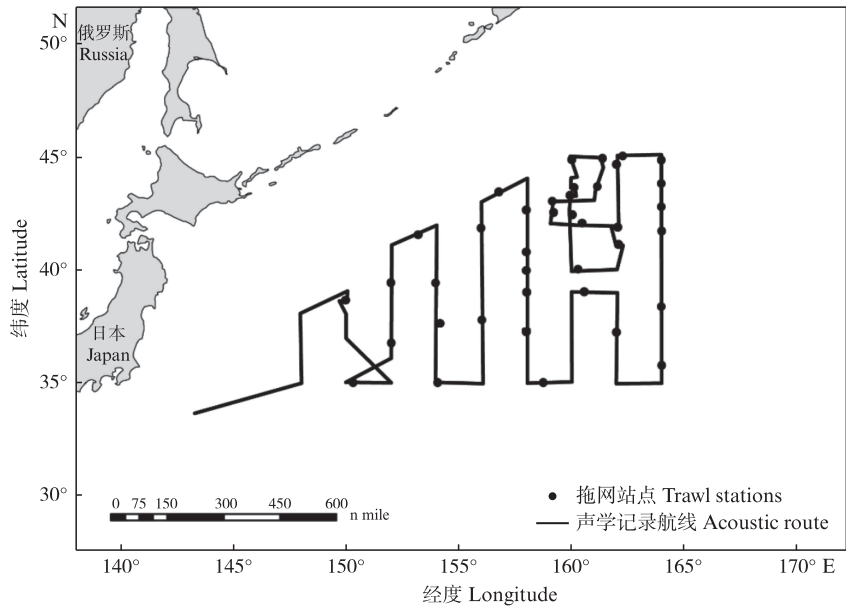 N
50°
45°
40°
35°
30°
纬度 Latitude
俄罗斯
Russia
日本
Japan
0 75 150 300 450 600
n mile
拖网站点 Trawl stations
声学记录航线 Acoustic route
140° 145° 150° 155° 160° 165° 170° E
经度 Longitude